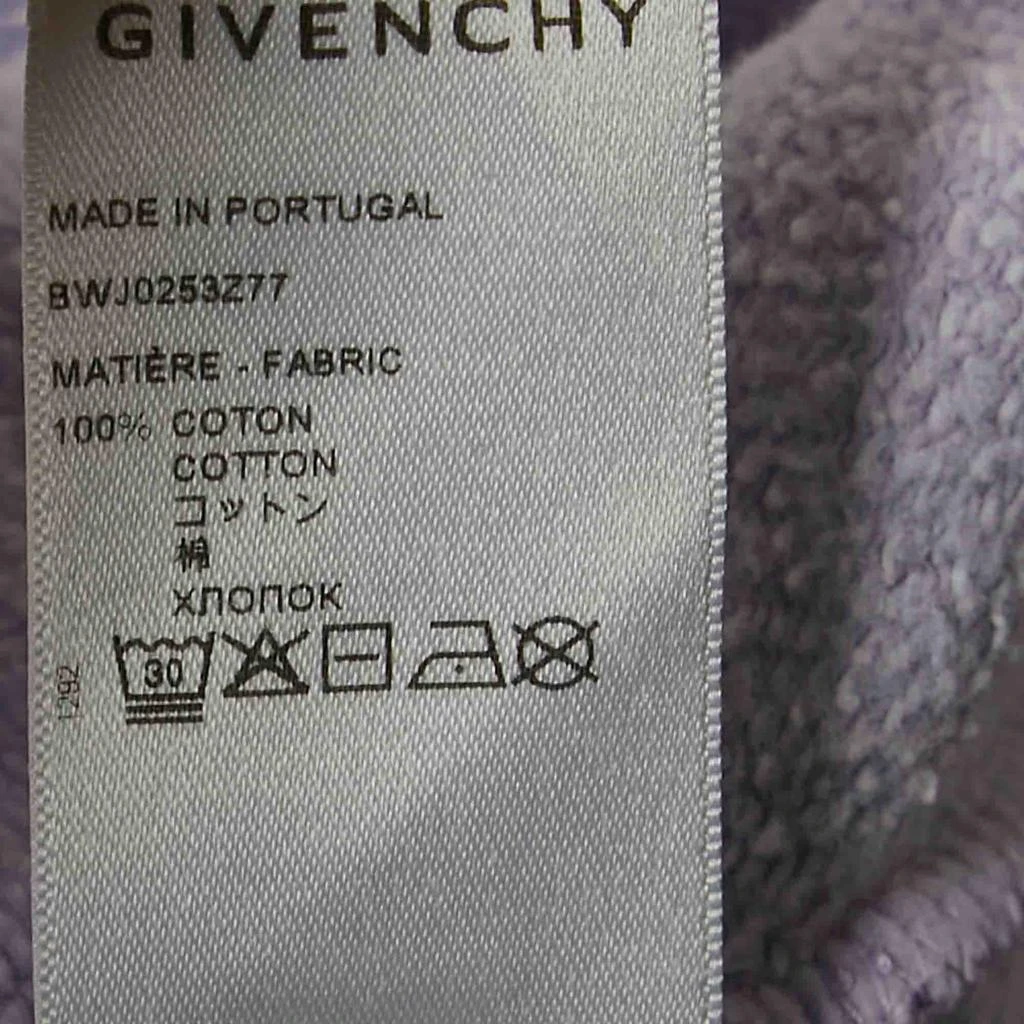 GIVENCHY
MADE IN PORTUGAL
BWJ0253Z77
MATIÈRE - FABRIC
100% COTON
COTTON
コットン
棉
ХЛОПОК
30
1292